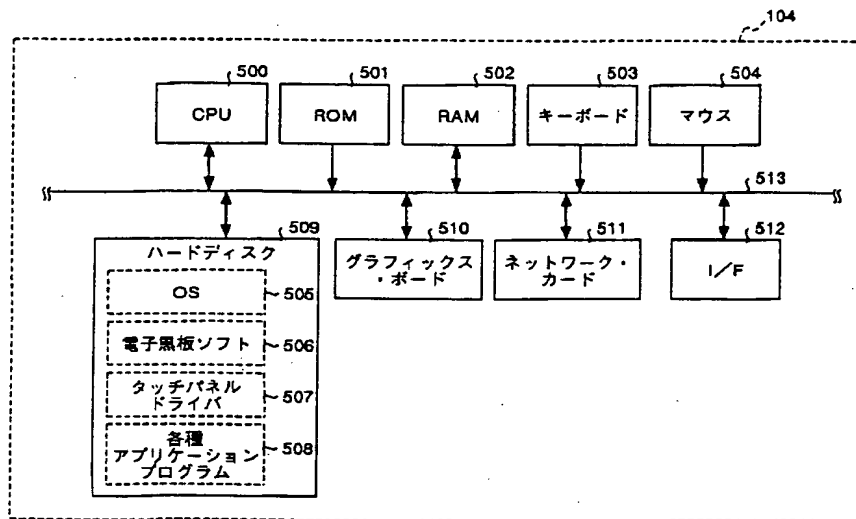 104
500
501
502
503
504
CPU
ROM
RAM
キーボード
マウス
513
509
510
511
512
ハードディスク
グラフィックス
・ボード
ネットワーク・
カード
I/F
OS
505
電子黒板ソフト
506
タッチパネル
ドライバ
507
各種
アプリケーション
プログラム
508